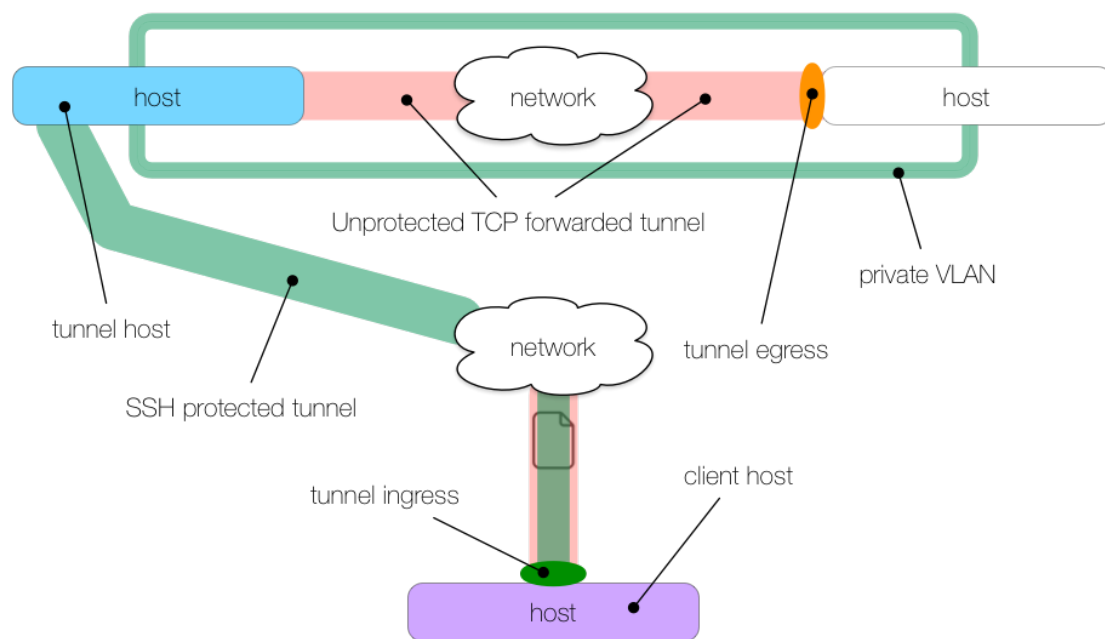 host
network
host
Unprotected TCP forwarded tunnel
private VLAN
tunnel host
network
tunnel egress
SSH protected tunnel
client host
tunnel ingress
host